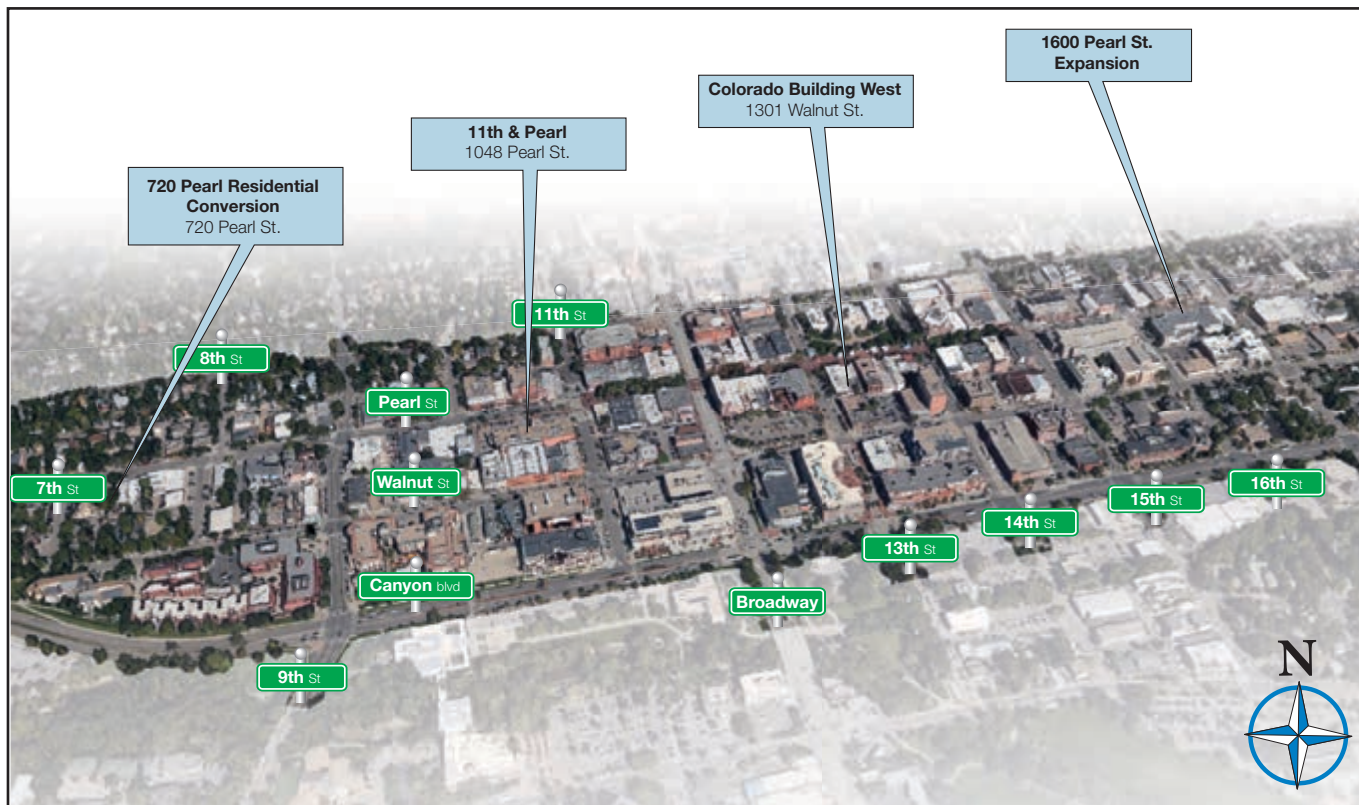 1600 Pearl St.
Expansion
Colorado Building West
1301 Walnut St.
11th & Pearl
1048 Pearl St.
720 Pearl Residential
Conversion
720 Pearl St.
11th St
8th St
Pearl St
7th St
Walnut St
16th St
15th St
14th St
13th St
Canyon blvd
Broadway
9th St
N